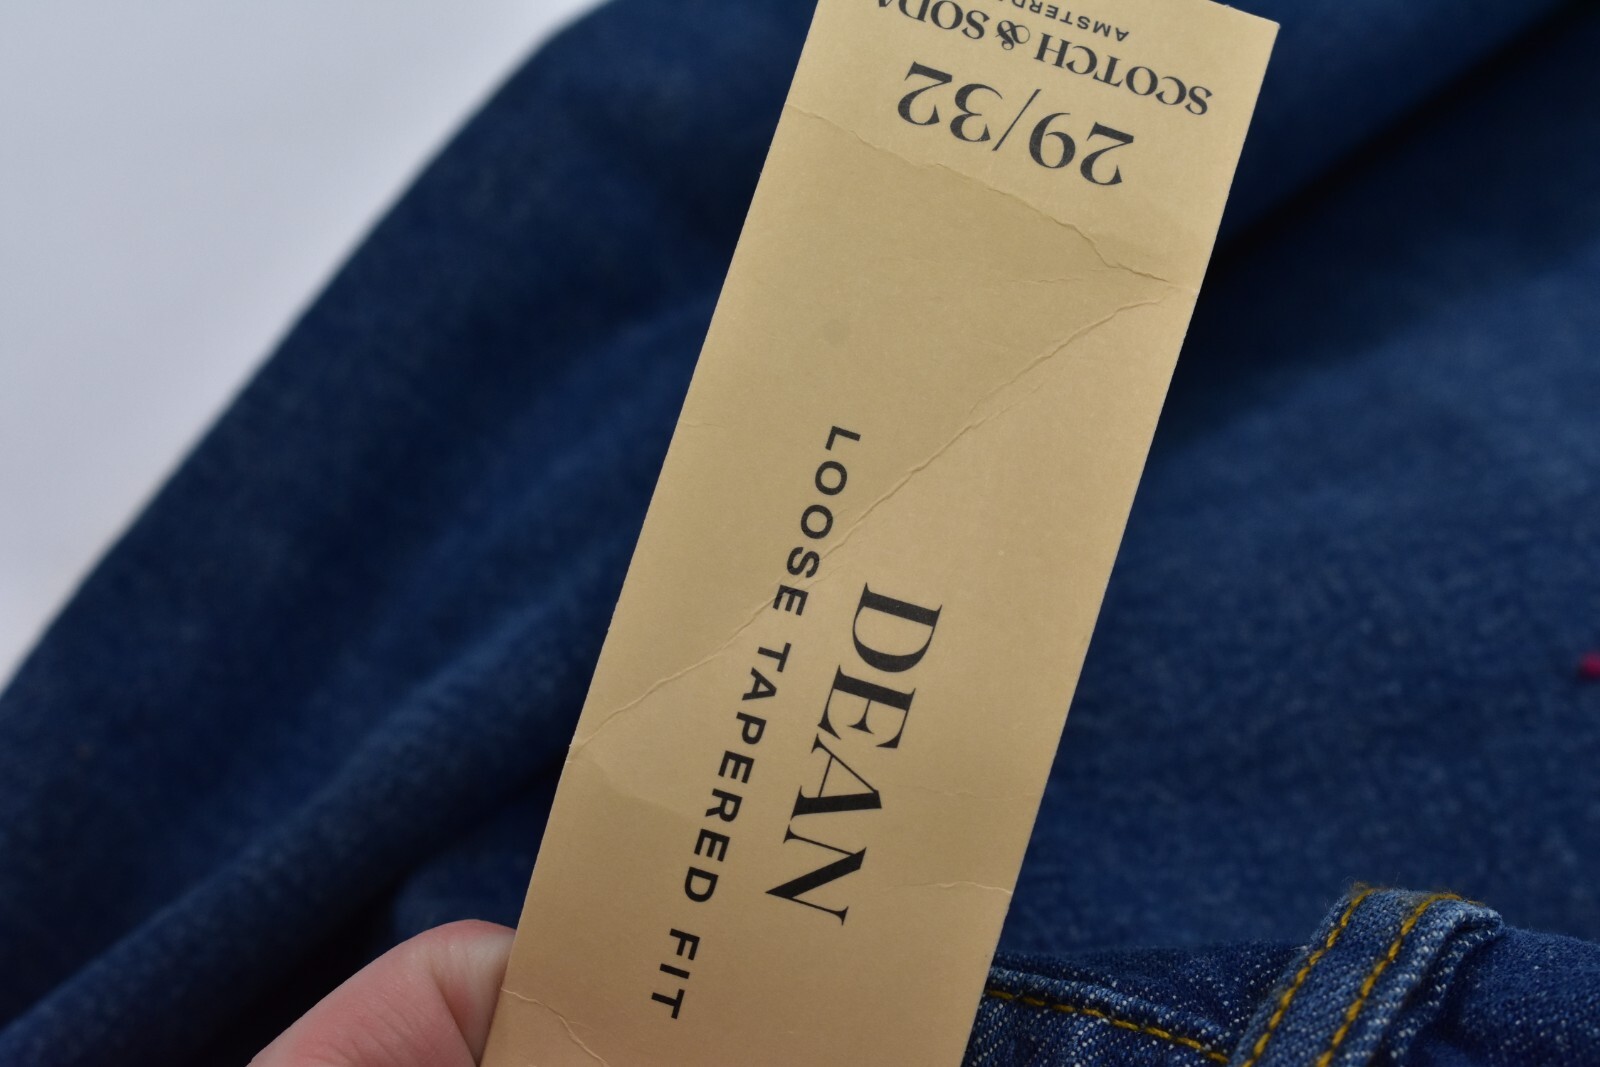 DEAN
LOOSE TAPERED FIT
29/32
SCOTCH & SODA